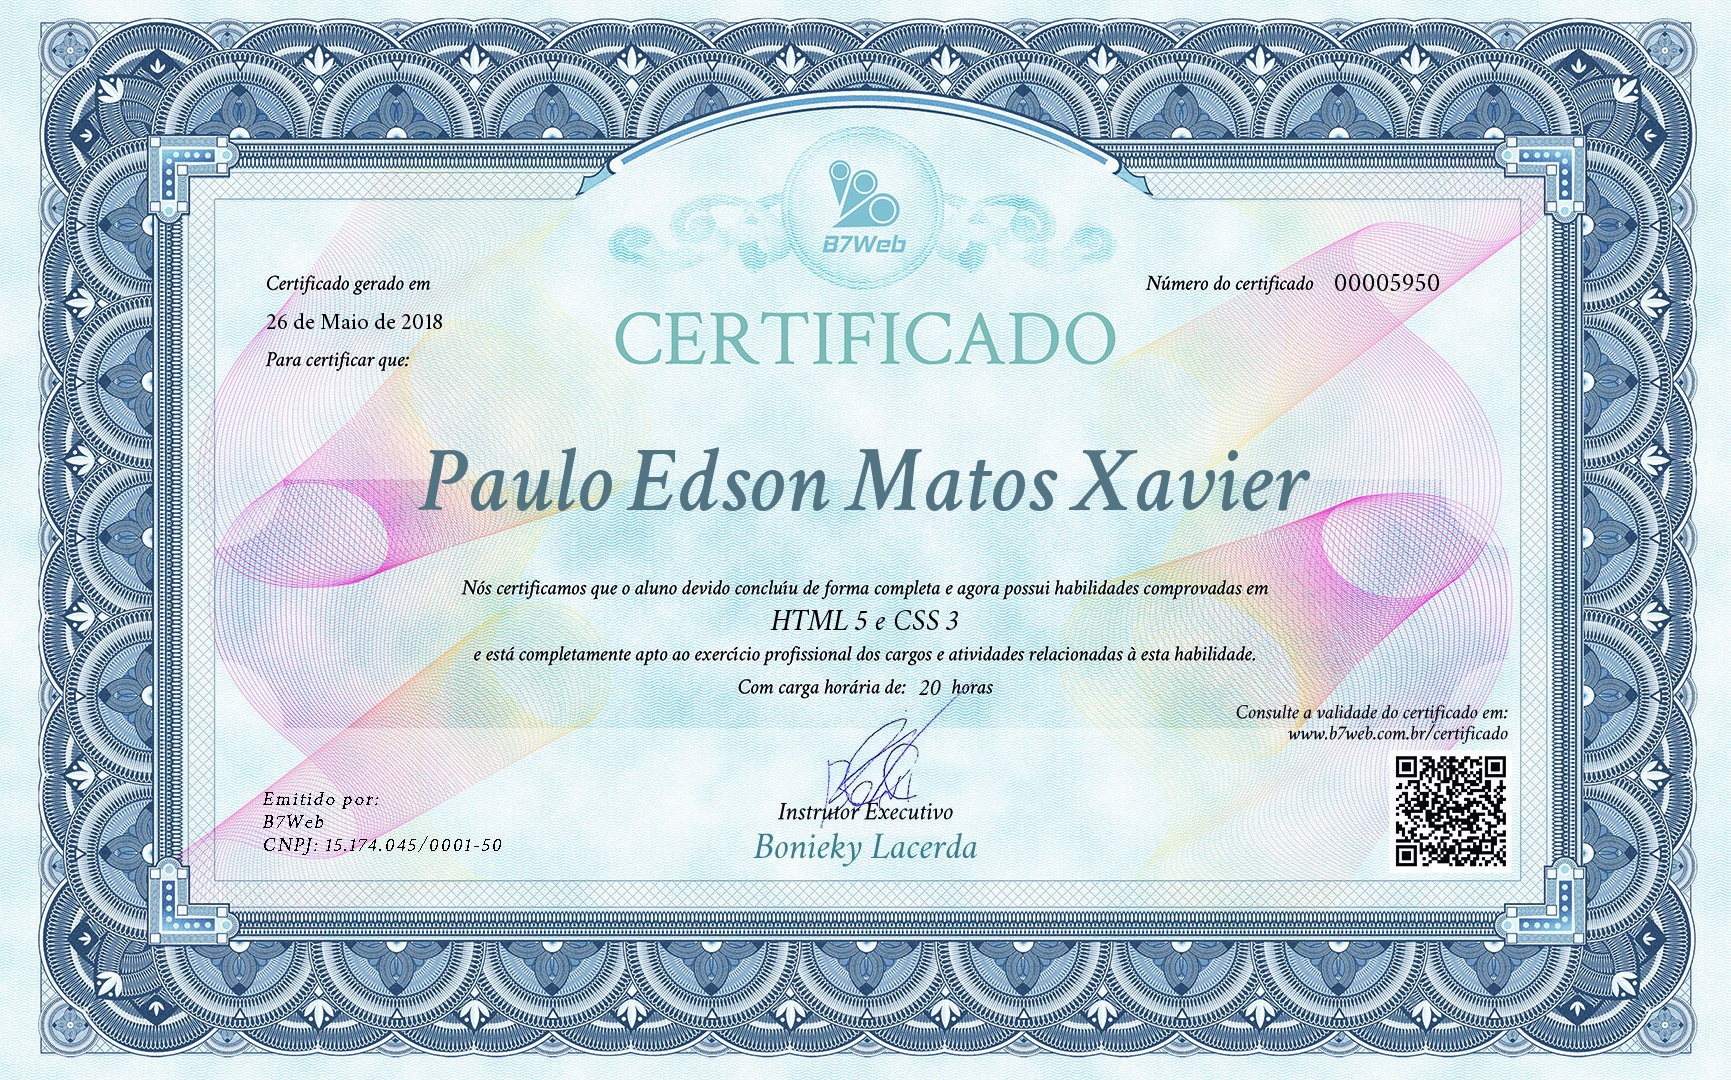 B7Web
Certificado gerado em
26 de Maio de 2018
Para certificar que:
Número do certificado 00005950
CERTIFICADO
Paulo Edson Matos Xavier
Nós certificamos que o aluno devido concluíu de forma completa e agora possui habilidades comprovadas em
HTML 5 e CSS 3
e está completamente apto ao exercício profissional dos cargos e atividades relacionadas à esta habilidade.
Com carga horária de: 20 horas
Consulte a validade do certificado em:
www.b7web.com.br/certificado
Emitido por:
B7Web
CNPJ: 15.174.045/0001-50
Instrutor Executivo
Bonieky Lacerda